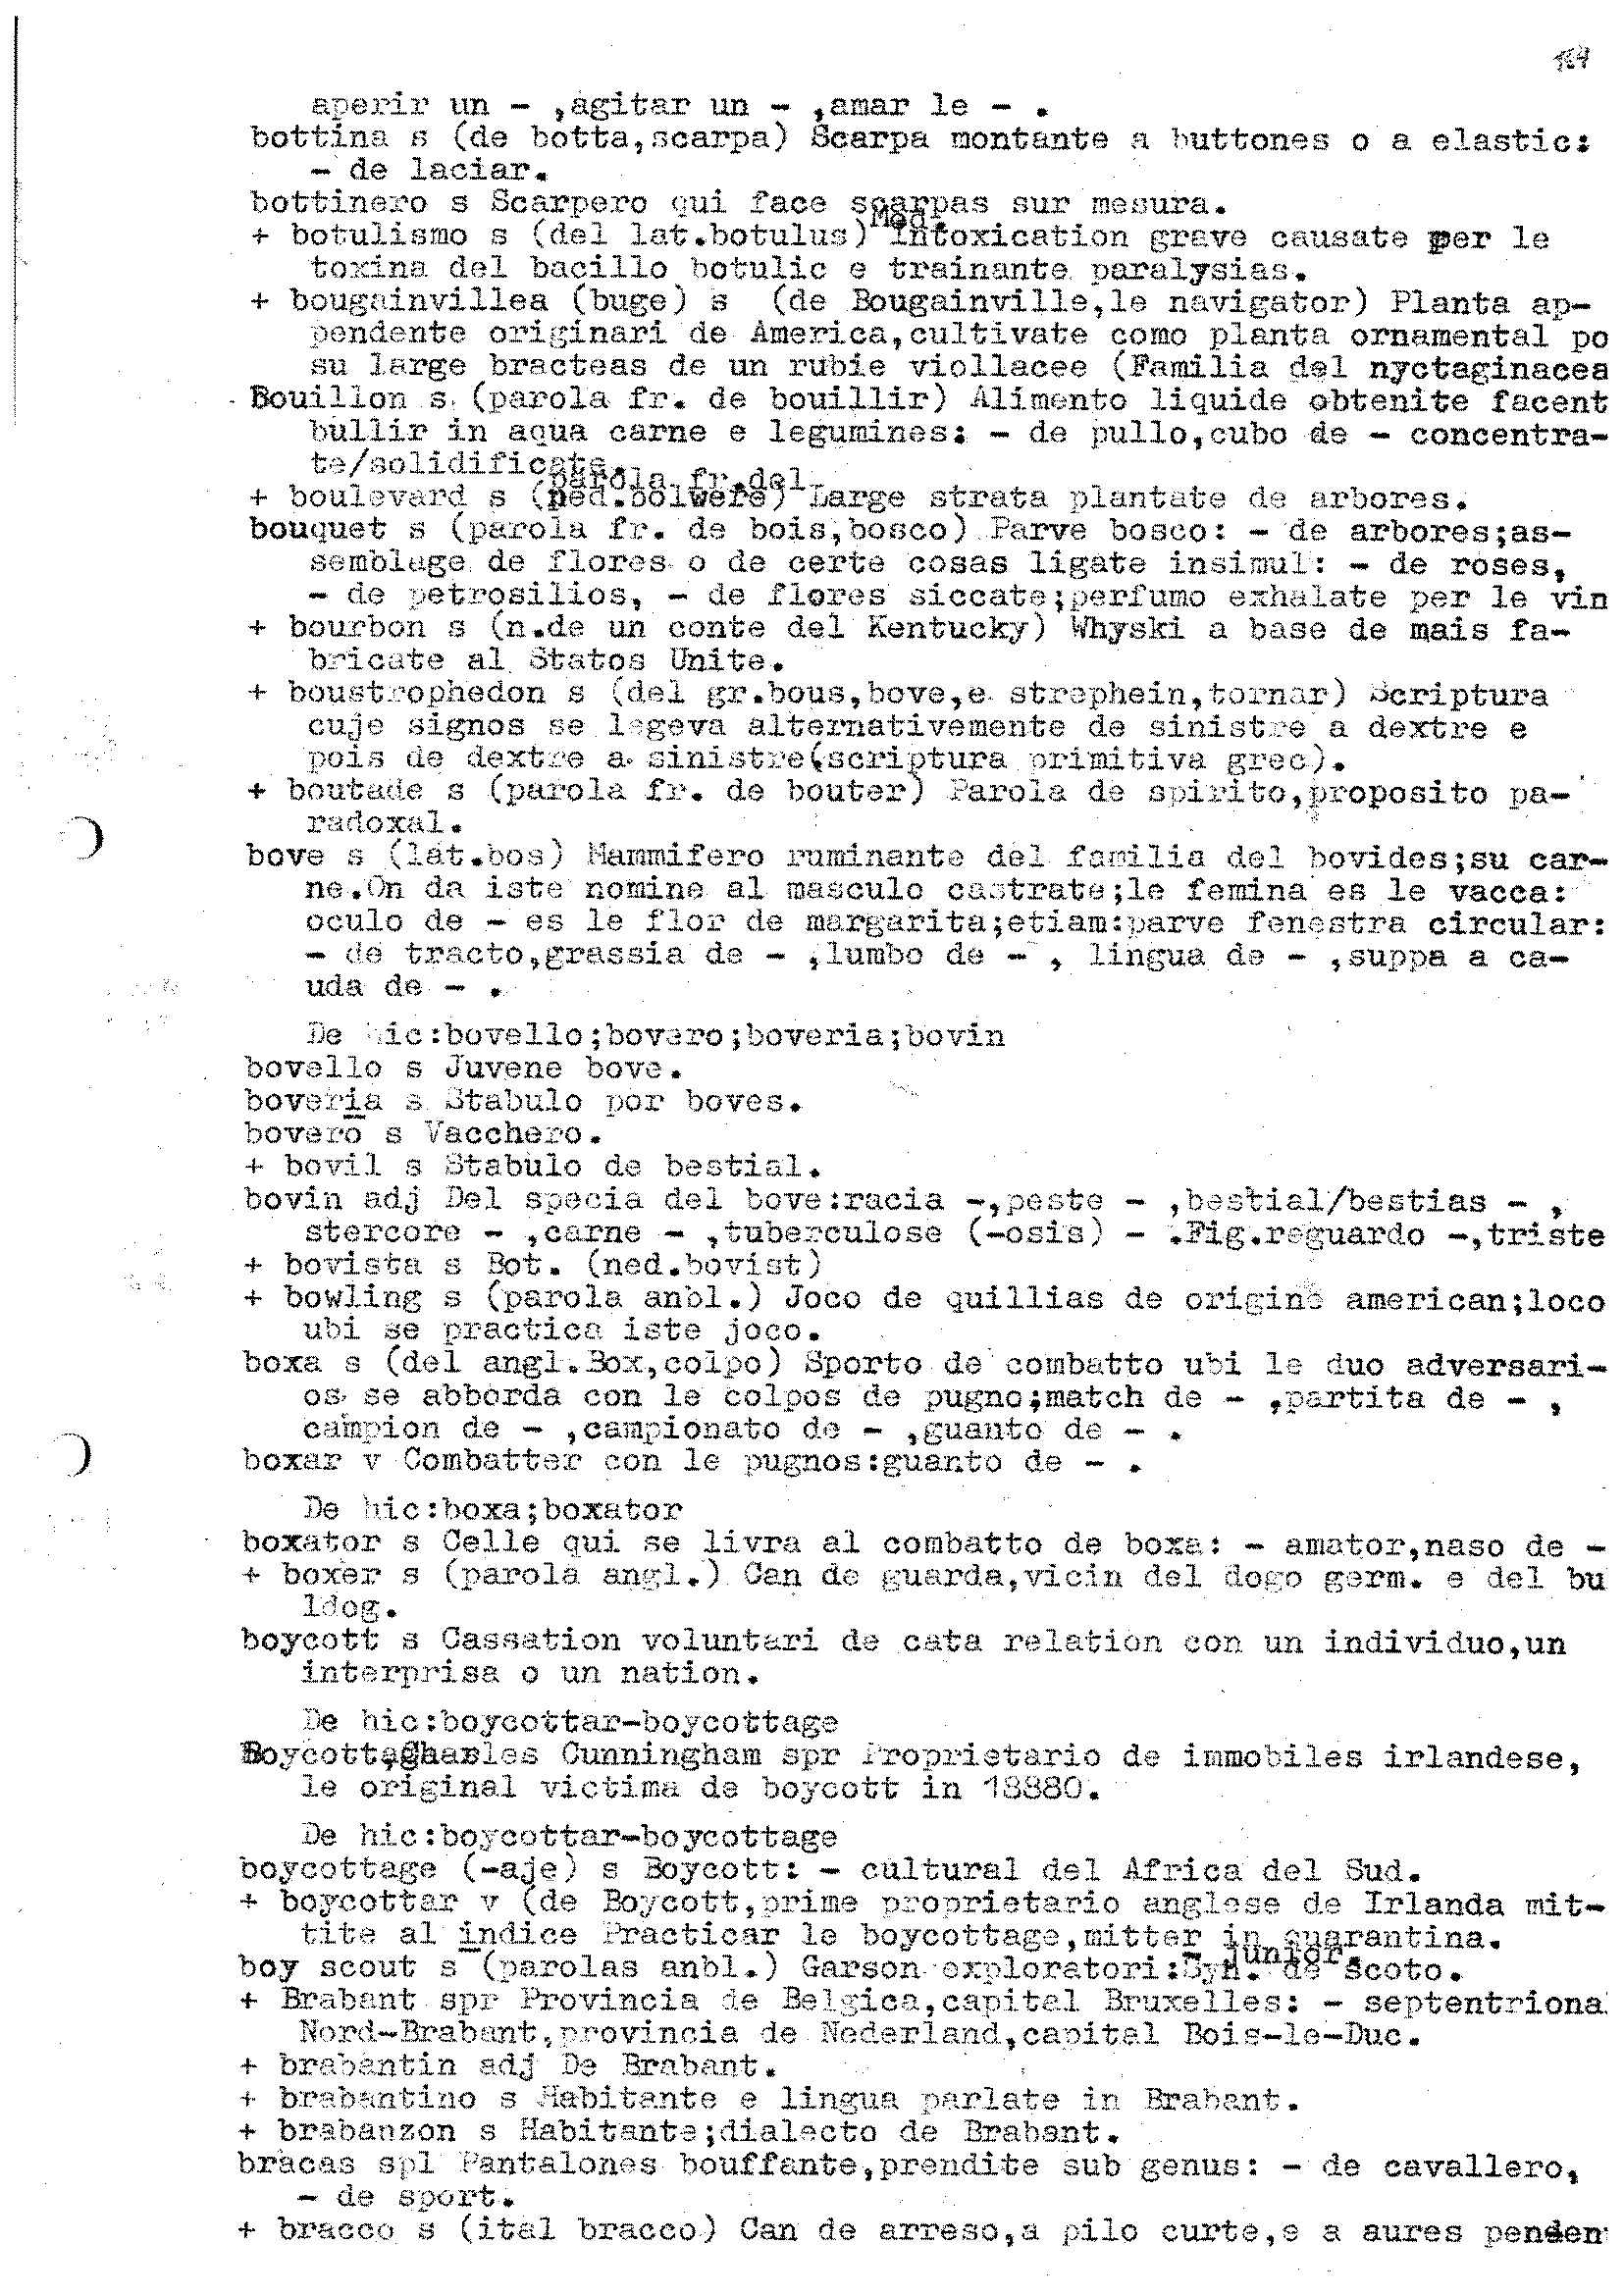 aperir un - ,agitar un - ,amar le - .
bottina s (de botta,scarpa) Scarpa montante a buttones o a elastic:
- de laciar.
bottinero s Scarpero qui face scarpas sur mesura.
+ botulismo s (del lat.botulus) Med. Intoxication grave causate per le
toxina del bacillo botulic e trainante paralysias.
+ bougainvillea (buge) s (de Bougainville,le navigator) Planta ap-
pendente originari de America,cultivate como planta ornamental po
su large bracteas de un rubie viollacee (Familia del nyctaginacea
Bouillon s (parola fr. de bouillir) Alimento liquide obtenite facent
bullir in aqua carne e legumines: - de pullo,cubo de - concentra-
te/solidificate.
parola fr.del
+ boulevard s (ned.bolwere) Large strata plantate de arbores.
bouquet s (parola fr. de bois,bosco) Parve bosco: - de arbores;as-
semblage de flores o de certe cosas ligate insimul: - de roses,
- de petrosilios, - de flores siccate;perfumo exhalate per le vin
+ bourbon s (n.de un conte del Kentucky) Whyski a base de mais fa-
bricate al Statos Unite.
+ boustrophedon s (del gr.bous,bove,e strephein,tornar) Scriptura
cuje signos se legeva alternativemente de sinistre a dextre e
pois de dextre a sinistre(scriptura primitiva grec).
+ boutade s (parola fr. de bouter) Parola de spirito,proposito pa-
radoxal.
bove s (lat.bos) Mammifero ruminante del familia del bovides;su car-
ne.On da iste nomine al masculo castrate;le femina es le vacca:
oculo de - es le flor de margarita;etiam:parve fenestra circular:
- de tracto,grassia de - ,lumbo de - , lingua de - ,suppa a ca-
uda de - .
De hic:bovello;bovero;boveria;bovin
bovello s Juvene bove.
boveria s Stabulo por boves.
bovero s Vacchero.
+ bovil s Stabulo de bestial.
bovin adj Del specia del bove:racia -,peste - ,bestial/bestias - ,
stercore - ,carne - ,tuberculose (-osis) - .Fig.reguardo -,triste
+ bovista s Bot. (ned.bovist)
+ bowling s (parola anbl.) Joco de quillias de origine american;loco
ubi se practica iste joco.
boxa s (del angl.Box,colpo) Sporto de combatto ubi le duo adversari-
os se abborda con le colpos de pugno;match de - ,partita de - ,
campion de - ,campionato de - ,guanto de - .
boxar v Combatter con le pugnos:guanto de - .
De hic:boxa;boxator
boxator s Celle qui se livra al combatto de boxa: - amator,naso de -
+ boxer s (parola angl.) Can de guarda,vicin del dogo germ. e del bu
ldog.
boycott s Cassation voluntari de cata relation con un individuo,un
interprisa o un nation.
De hic:boycottar-boycottage
Boycott,Charles Cunningham spr Proprietario de immobiles irlandese,
le original victima de boycott in 18880.
De hic:boycottar-boycottage
boycottage (-aje) s Boycott: - cultural del Africa del Sud.
+ boycottar v (de Boycott,prime proprietario anglese de Irlanda mit-
tite al indice Practicar le boycottage,mitter in quarantina.
junior.
boy scout s (parolas anbl.) Garson exploratori:Syn. de scoto.
+ Brabant spr Provincia de Belgica,capital Bruxelles: - septentrional
Nord-Brabant,provincia de Nederland,capital Bois-le-Duc.
+ brabantin adj De Brabant.
+ brabantino s Habitante e lingua parlate in Brabant.
+ brabanzon s Habitante;dialecto de Brabant.
bracas spl Pantalones bouffante,prendite sub genus: - de cavallero,
- de sport.
+ bracco s (ital bracco) Can de arreso,a pilo curte,e a aures penden